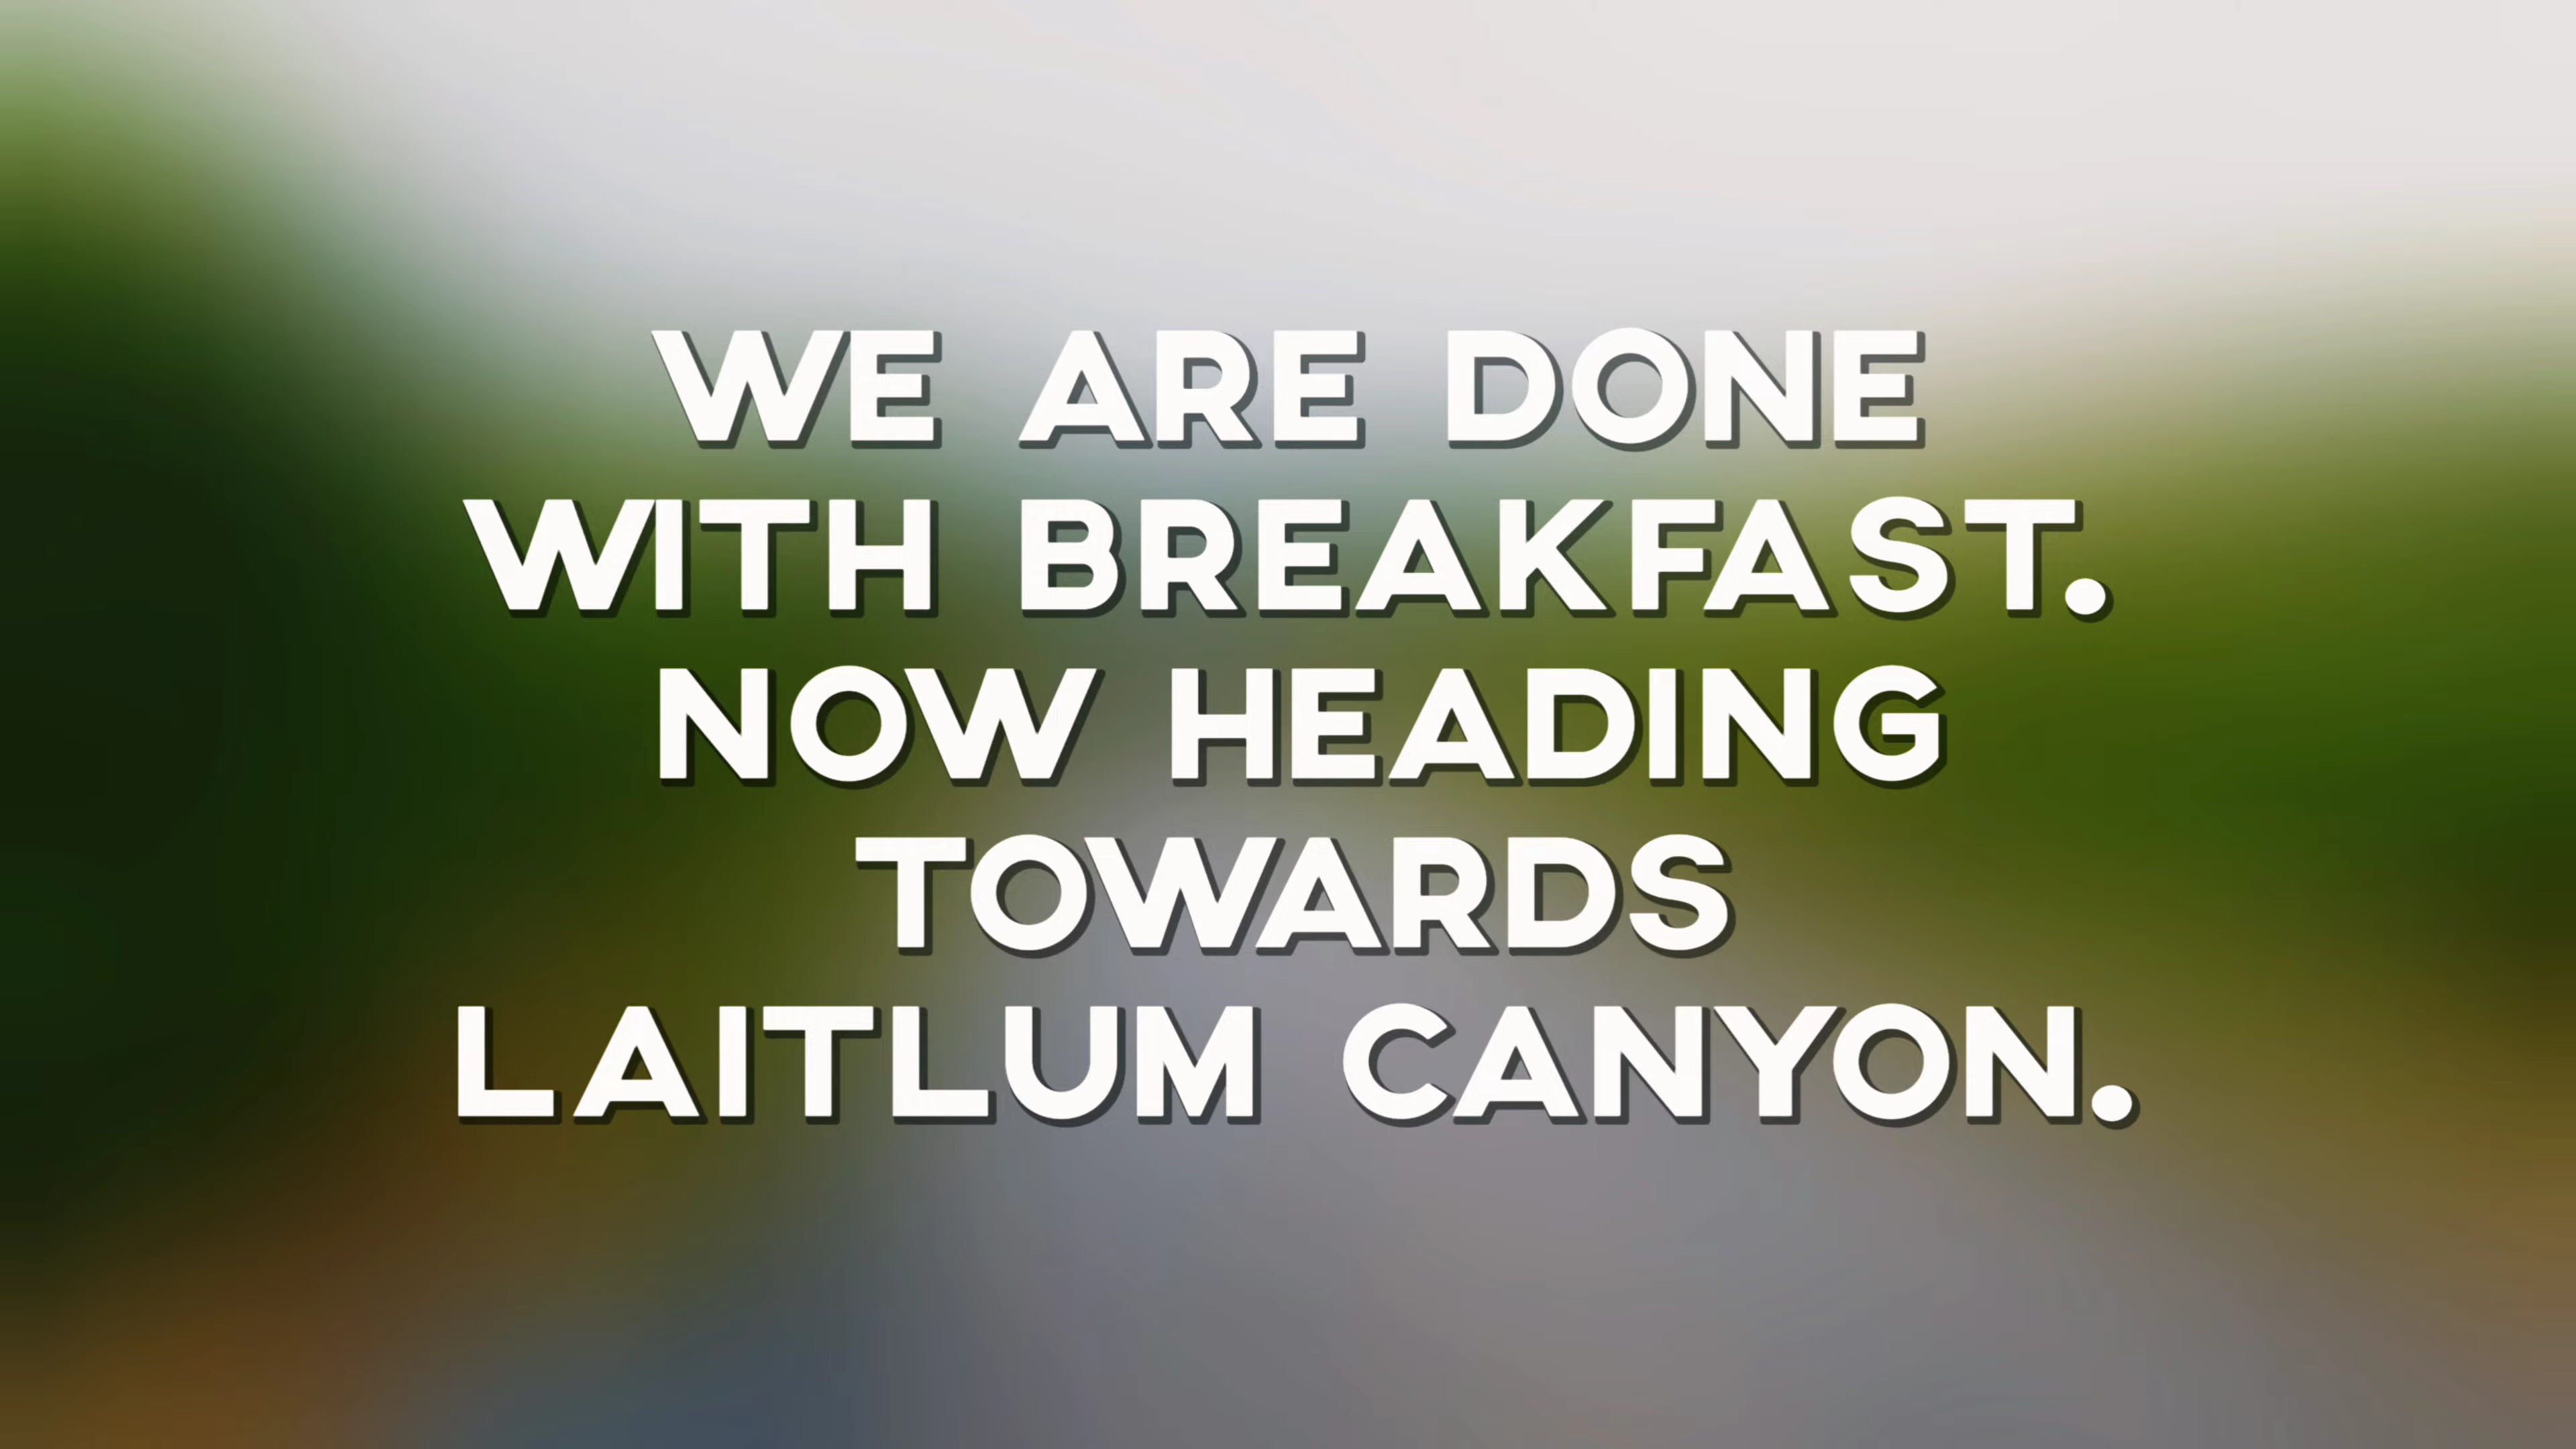 WE ARE DONE
WITH BREAKFAST.
NOW HEADING
TOWARDS
LAITLUM CANYON.